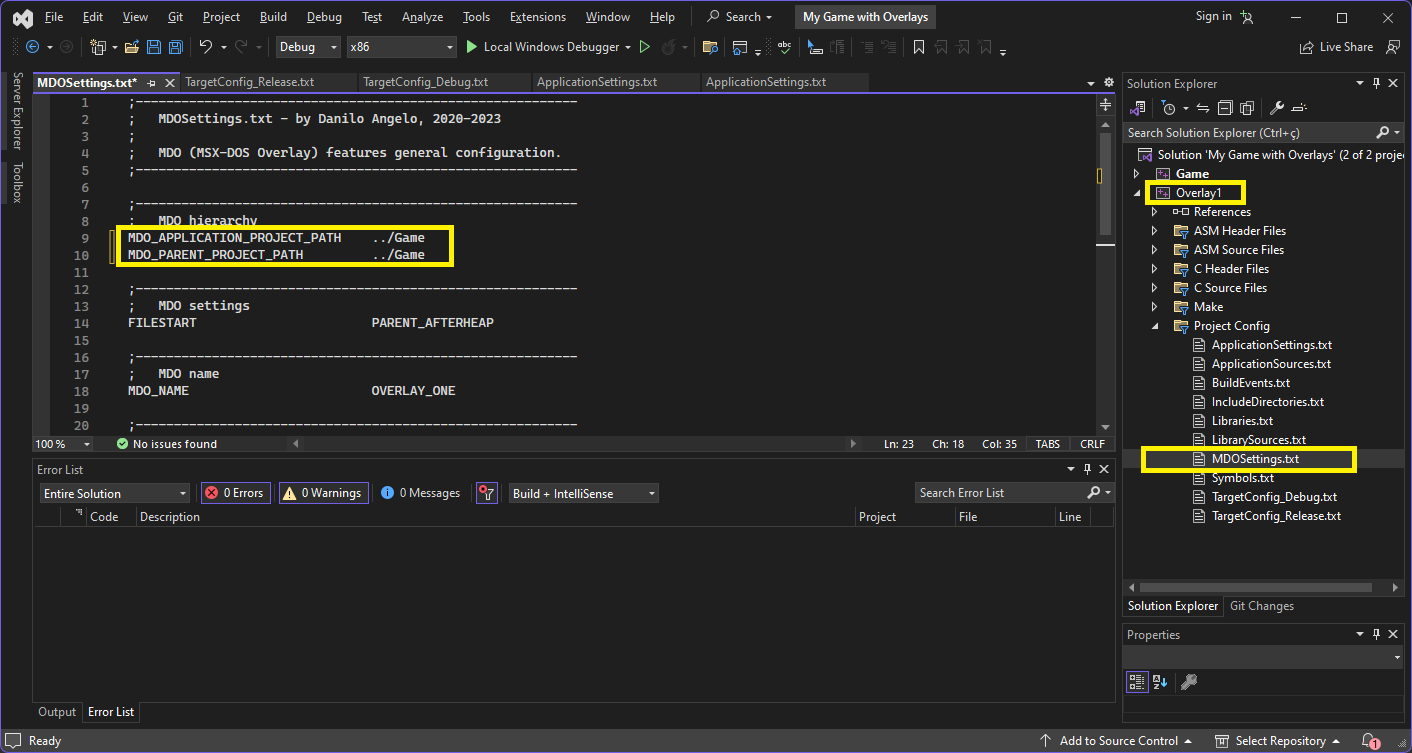 File Edit View Git Project Build Debug Test Analyze Tools Extensions Window Help Search My Game with Overlays Sign in
Debug x86 Local Windows Debugger Live Share
Server Explorer
Toolbox
MDOSettings.txt* TargetConfig_Release.txt TargetConfig_Debug.txt ApplicationSettings.txt ApplicationSettings.txt
1 ;----------------------------------------------------------
2 ; MDOSettings.txt - by Danilo Angelo, 2020-2023
3 ;
4 ; MDO (MSX-DOS Overlay) features general configuration.
5 ;----------------------------------------------------------
6
7 ;----------------------------------------------------------
8 ; MDO hierarchy
9 MDO_APPLICATION_PROJECT_PATH ../Game
10 MDO_PARENT_PROJECT_PATH ../Game
11
12 ;----------------------------------------------------------
13 ; MDO settings
14 FILESTART PARENT_AFTERHEAP
15
16 ;----------------------------------------------------------
17 ; MDO name
18 MDO_NAME OVERLAY_ONE
19
20 ;----------------------------------------------------------
100 % No issues found Ln: 23 Ch: 18 Col: 35 TABS CRLF
Error List
Entire Solution 0 Errors 0 Warnings 0 Messages Build + IntelliSense Search Error List
Code Description Project File Line
Output Error List
Solution Explorer
Search Solution Explorer (Ctrl+ç)
Solution 'My Game with Overlays' (2 of 2 proje
Game
Overlay1
References
ASM Header Files
ASM Source Files
C Header Files
C Source Files
Make
Project Config
ApplicationSettings.txt
ApplicationSources.txt
BuildEvents.txt
IncludeDirectories.txt
Libraries.txt
LibrarySources.txt
MDOSettings.txt
Symbols.txt
TargetConfig_Debug.txt
TargetConfig_Release.txt
Solution Explorer Git Changes
Properties
Ready Add to Source Control Select Repository 1